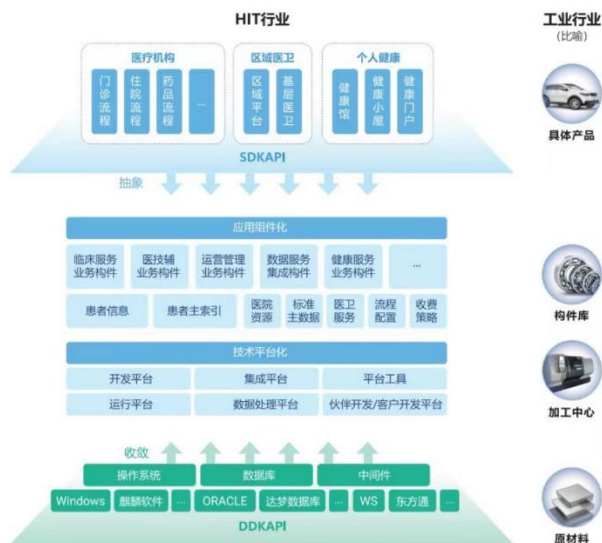 HIT行业
工业行业
(比喻)
医疗机构
区域医卫
个人健康
门诊流程
住院流程
药品流程
...
区域平台
基层医卫
健康馆
健康小屋
健康门户
具体产品
SDKAPI
抽象
应用组件化
临床服务
业务构件
医技辅
业务构件
运营管理
业务构件
数据服务
集成构件
健康服务
业务构件
...
患者信息
患者主索引
医院
资源
标准
主数据
医卫
服务
流程
配置
收费
策略
构件库
技术平台化
开发平台
集成平台
平台工具
运行平台
数据处理平台
伙伴开发/客户开发平台
加工中心
收敛
操作系统
数据库
中间件
Windows
麒麟软件
...
ORACLE
达梦数据库
...
WS
东方通
...
DDKAPI
原材料